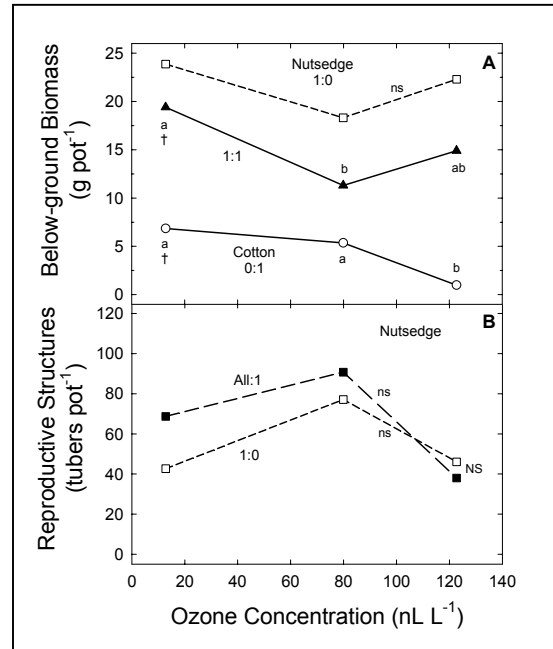 A
Below-ground Biomass
(g pot-1)
25
20
15
10
5
0
Nutsedge
1:0
ns
a
†
1:1
b
ab
a
†
Cotton
0:1
a
b
B
Reproductive Structures
(tubers pot-1)
120
100
80
60
40
20
0
Nutsedge
All:1
ns
ns
1:0
NS
0 20 40 60 80 100 120 140
Ozone Concentration (nL L-1)